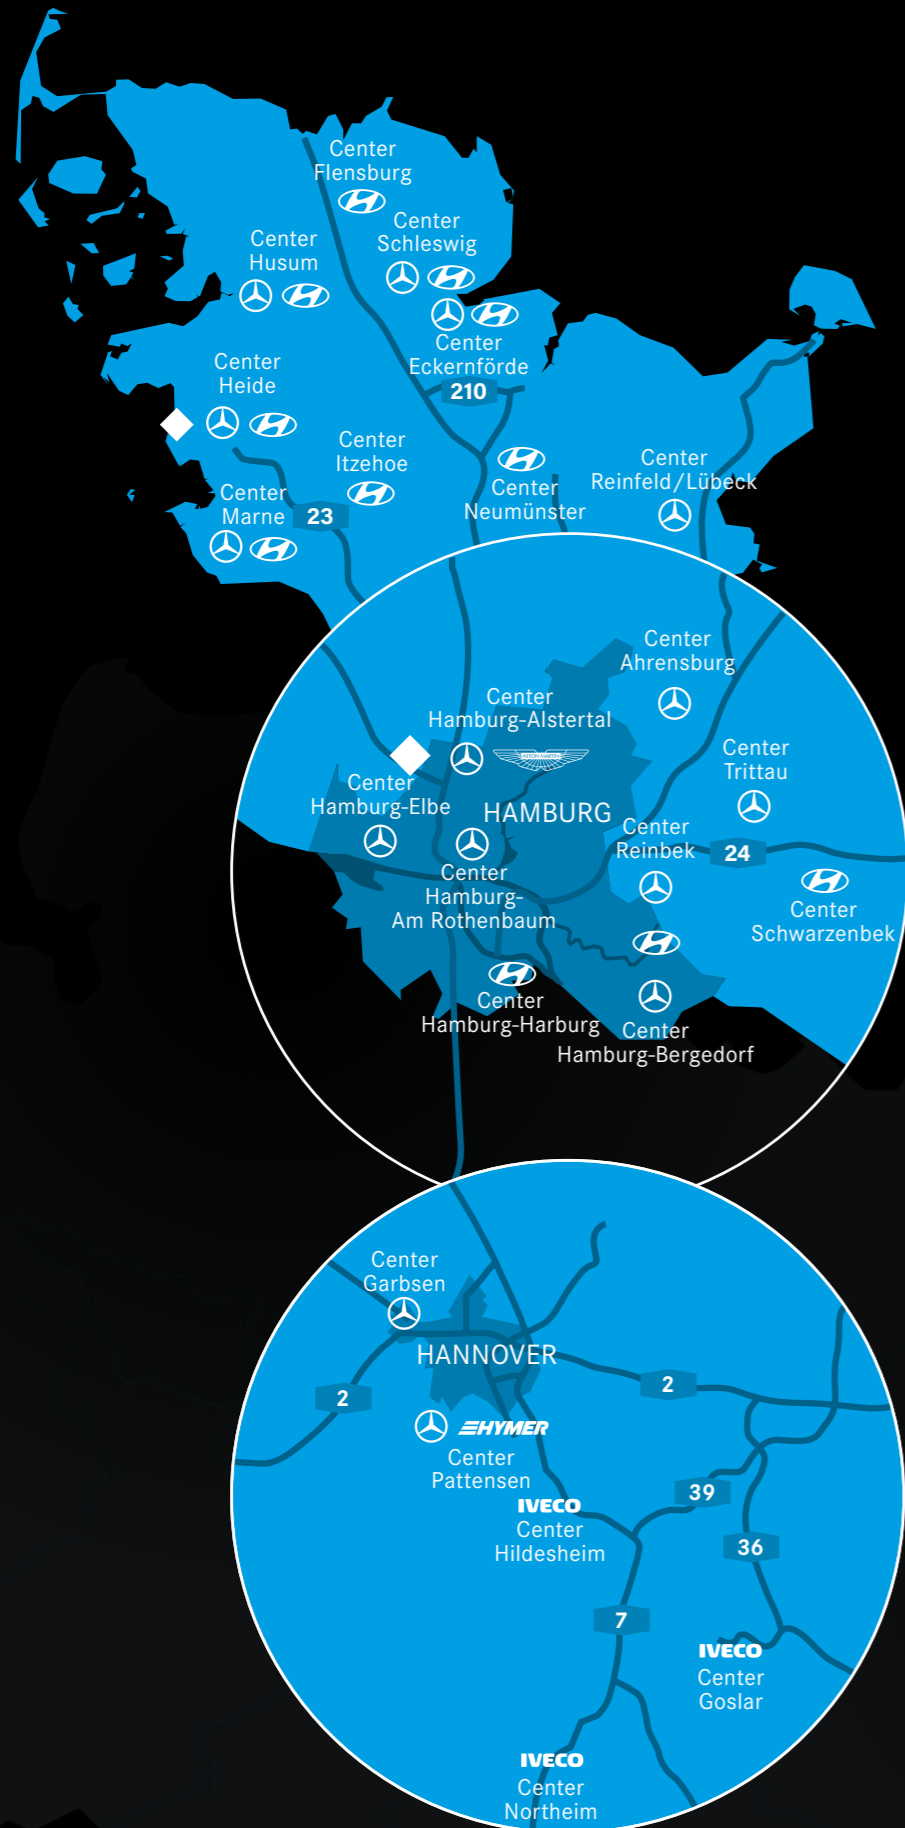 Center
Flensburg
Center
Schleswig
Center
Husum
Center
Eckernförde
210
Center
Heide
Center
Itzehoe
Center
Neumünster
Center
Reinfeld/Lübeck
Center
Marne
23
Center
Ahrensburg
Center
Hamburg-Alstertal
ASTON MARTIN
Center
Trittau
Center
Hamburg-Elbe
HAMBURG
Center
Reinbek
24
Center
Hamburg-
Am Rothenbaum
Center
Schwarzenbek
Center
Hamburg-Harburg
Center
Hamburg-Bergedorf
Center
Garbsen
HANNOVER
2
2
HYMER
Center
Pattensen
IVECO
Center
Hildesheim
39
36
7
IVECO
Center
Goslar
IVECO
Center
Northeim